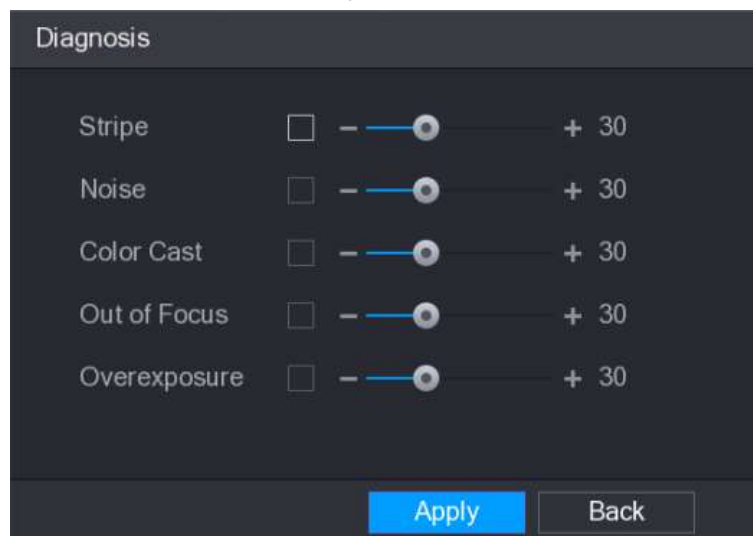 Diagnosis
Stripe - + 30
Noise - + 30
Color Cast - + 30
Out of Focus - + 30
Overexposure - + 30
Apply Back